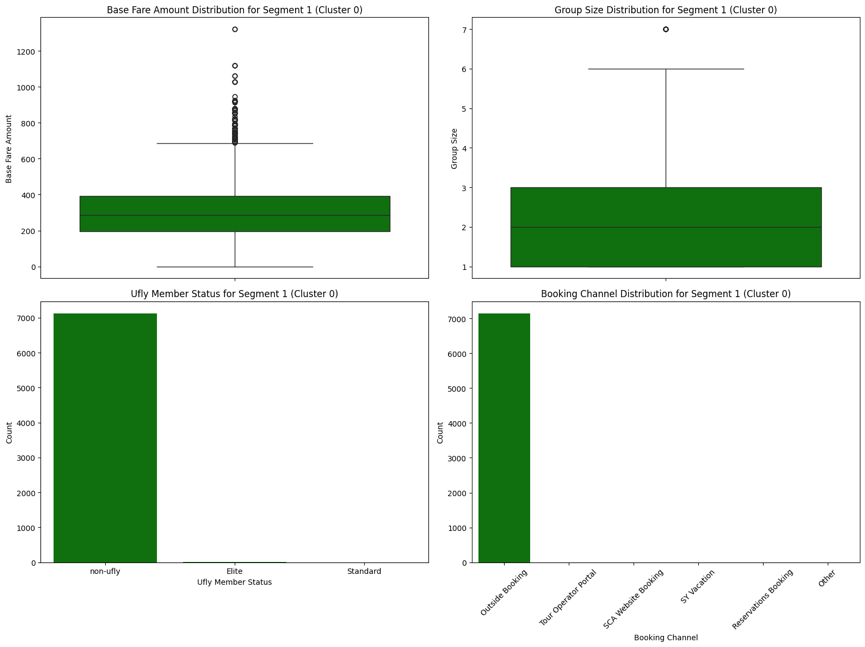 Base Fare Amount Distribution for Segment 1 (Cluster 0)
Base Fare Amount
1200
1000
800
600
400
200
0
Group Size Distribution for Segment 1 (Cluster 0)
Group Size
7
6
5
4
3
2
1
Ufly Member Status for Segment 1 (Cluster 0)
Count
7000
6000
5000
4000
3000
2000
1000
0
non-ufly
Elite
Standard
Ufly Member Status
Booking Channel Distribution for Segment 1 (Cluster 0)
Count
7000
6000
5000
4000
3000
2000
1000
0
Outside Booking
Tour Operator Portal
SCA Website Booking
SY Vacation
Reservations Booking
Other
Booking Channel